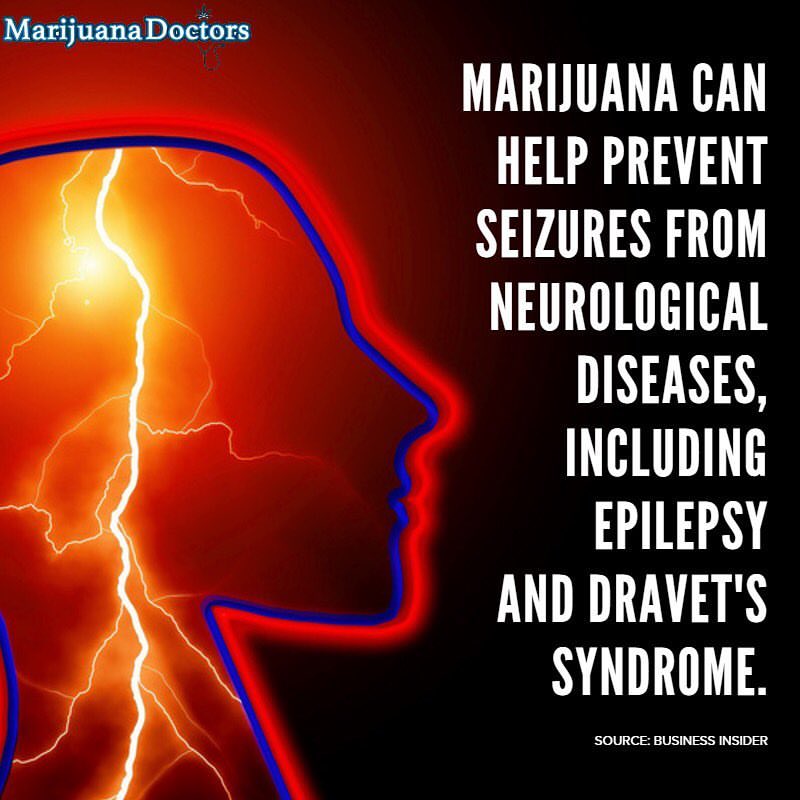 MarijuanaDoctors
MARIJUANA CAN
HELP PREVENT
SEIZURES FROM
NEUROLOGICAL
DISEASES,
INCLUDING
EPILEPSY
AND DRAVET'S
SYNDROME.
SOURCE: BUSINESS INSIDER